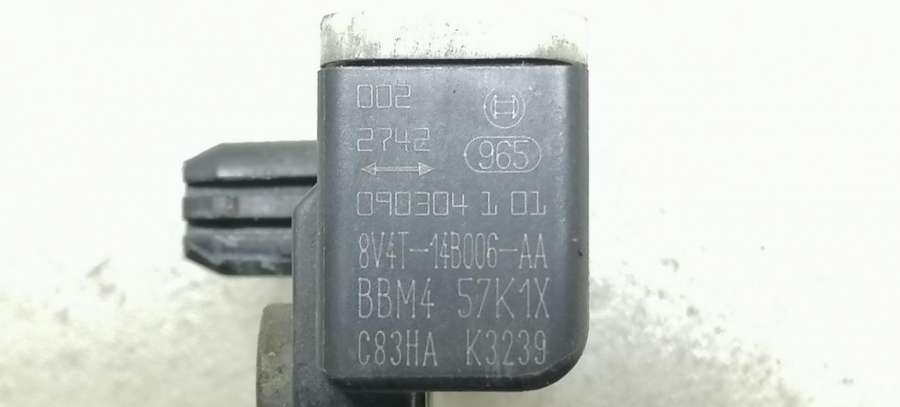 002
2742
965
090304 1 01
8V4T-14B006-AA
BBM4 57K1X
C83HA K3239